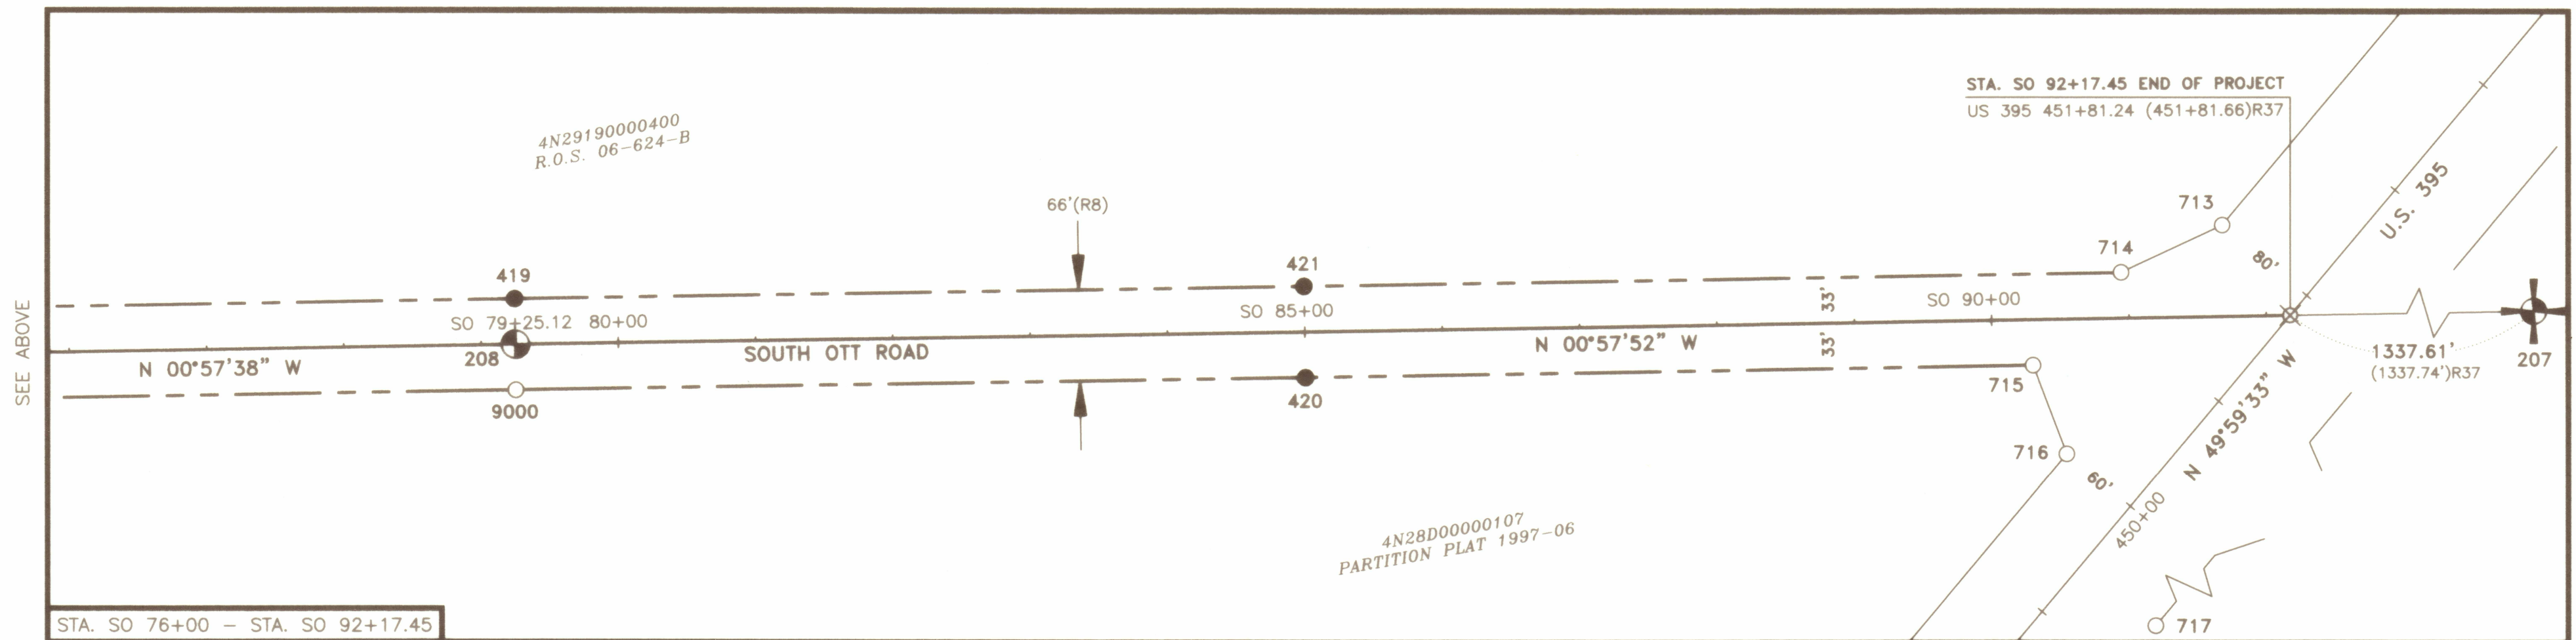 STA. SO 92+17.45 END OF PROJECT
US 395 451+81.24 (451+81.66)R37
4N29190000400
R.O.S. 06-624-B
U.S. 395
713
66'(R8)
714
80'
419
421
SEE ABOVE
SO 79+25.12 80+00
SO 85+00
33'
SO 90+00
208
SOUTH OTT ROAD
N 00°57'52" W
33'
1337.61'
(1337.74')R37
207
N 00°57'38" W
715
9000
420
N 49°59'33" W
716
60'
450+00
4N28D00000107
PARTITION PLAT 1997-06
STA. SO 76+00 - STA. SO 92+17.45
717